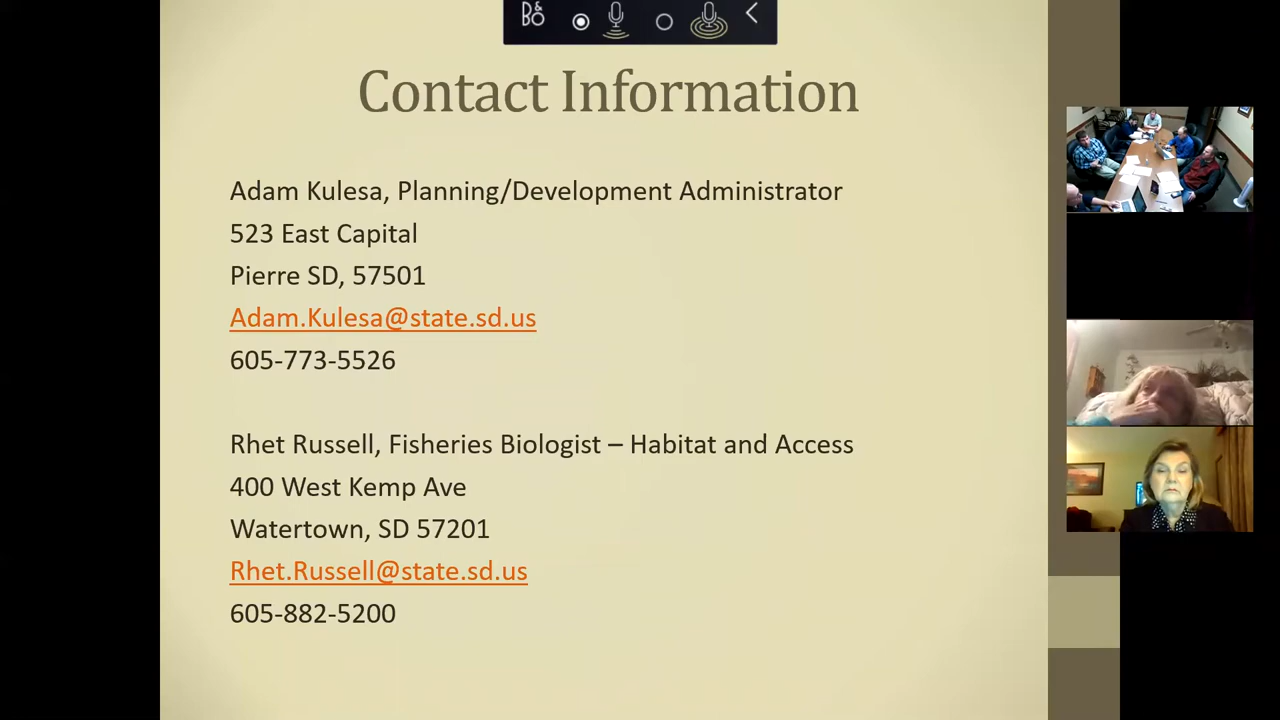 B&
BO
Contact Information
Adam Kulesa, Planning/Development Administrator
523 East Capital
Pierre SD, 57501
Adam.Kulesa@state.sd.us
605-773-5526
Rhet Russell, Fisheries Biologist – Habitat and Access
400 West Kemp Ave
Watertown, SD 57201
Rhet.Russell@state.sd.us
605-882-5200